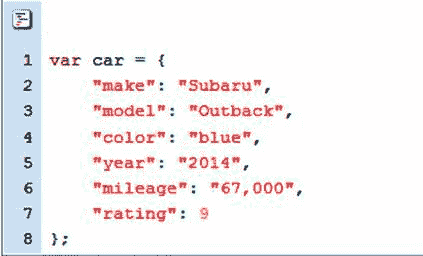 1 var car = {
2 "make": "Subaru",
3 "model": "Outback",
4 "color": "blue",
5 "year": "2014",
6 "mileage": "67,000",
7 "rating": 9
8 };